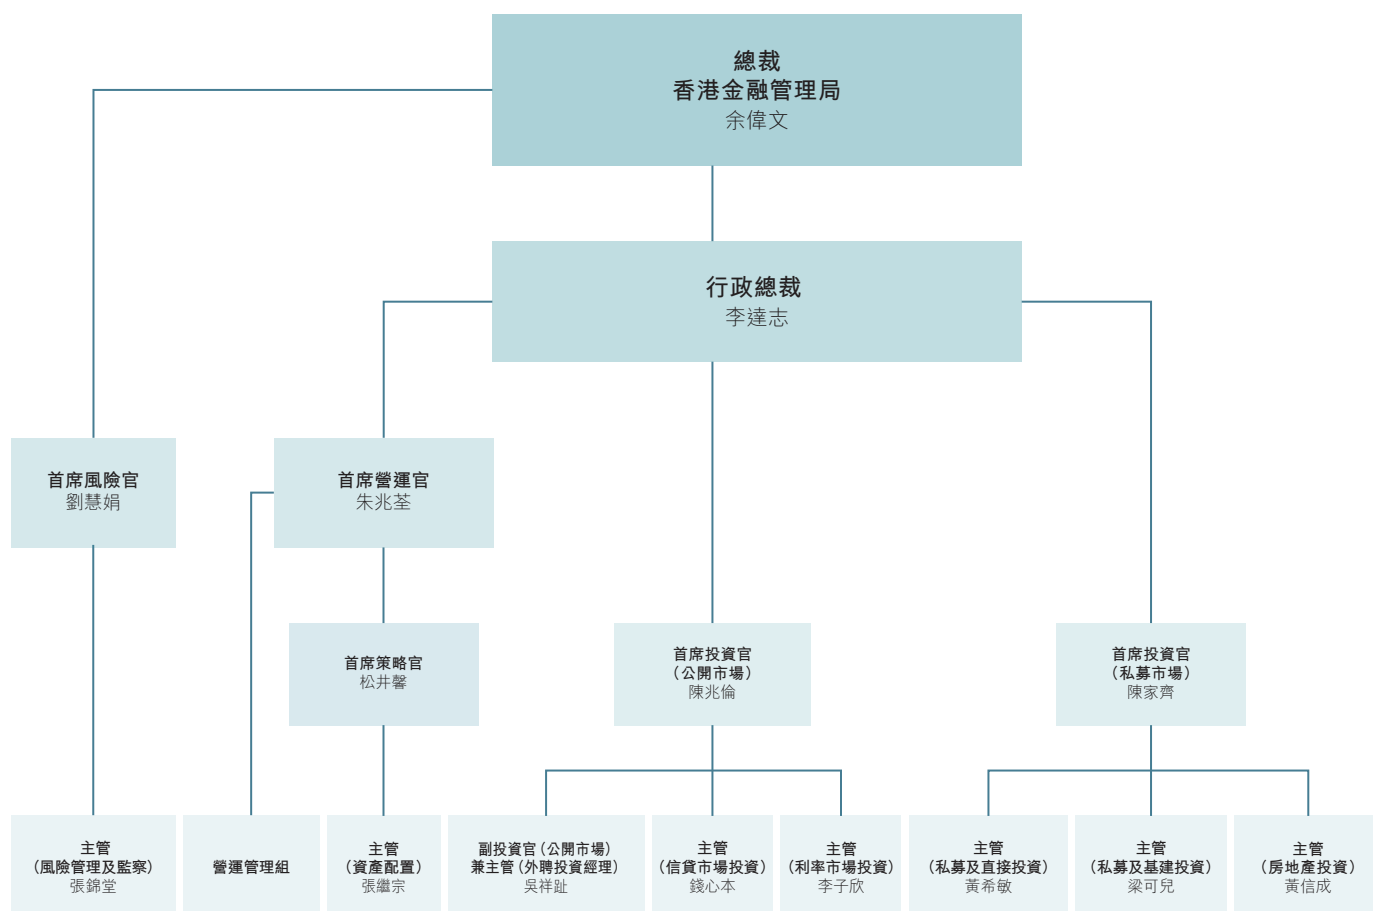 總裁
香港金融管理局
余偉文
行政總裁
李達志
首席風險官
劉慧娟
首席營運官
朱兆荃
首席策略官
松井馨
首席投資官
（公開市場）
陳兆倫
首席投資官
（私募市場）
陳家齊
主管
（風險管理及監察）
張錦堂
營運管理組
主管
（資產配置）
張繼宗
副投資官（公開市場）
兼主管（外聘投資經理）
吳祥趾
主管
（信貸市場投資）
錢心本
主管
（利率市場投資）
李子欣
主管
（私募及直接投資）
黃希敏
主管
（私募及基建投資）
梁可兒
主管
（房地產投資）
黃信成